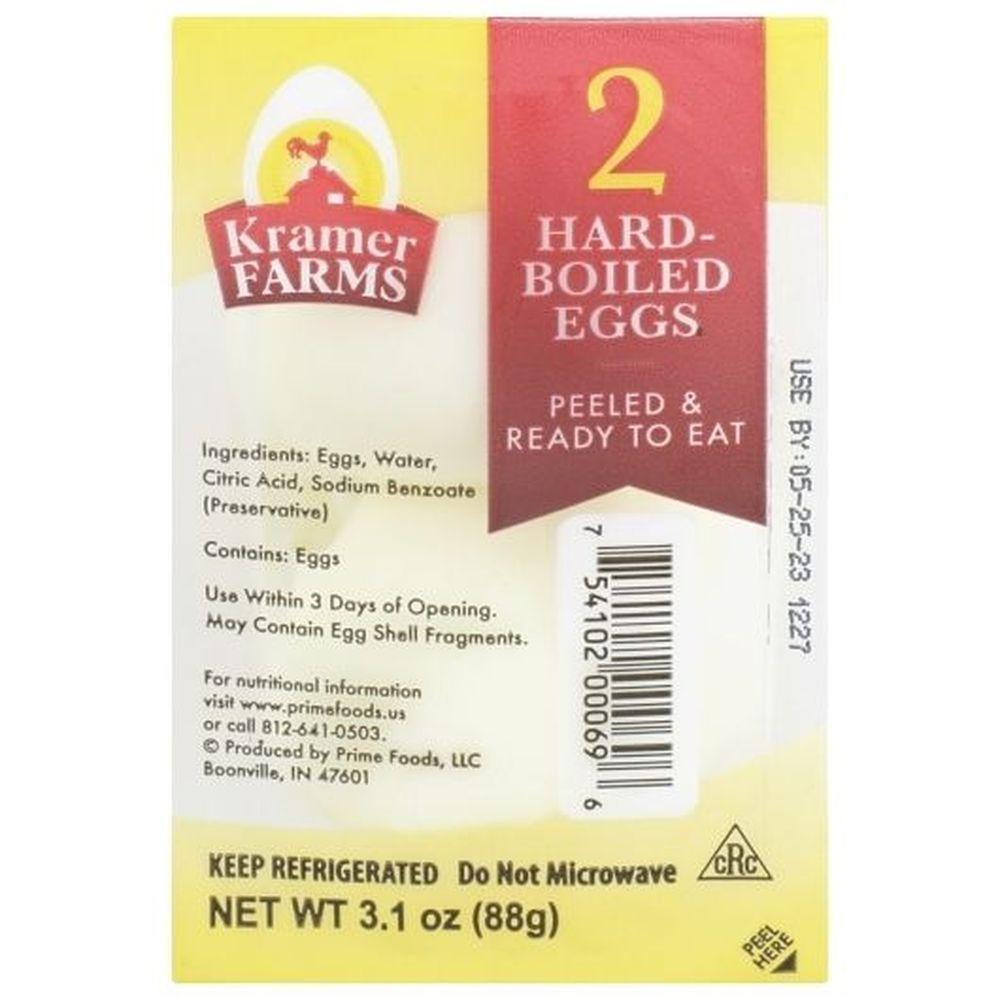 Kramer
FARMS
2
HARD-
BOILED
EGGS
PEELED &
READY TO EAT
Ingredients: Eggs, Water,
Citric Acid, Sodium Benzoate
(Preservative)
Contains: Eggs
Use Within 3 Days of Opening.
May Contain Egg Shell Fragments.
For nutritional information
visit www.primefoods.us
or call 812-641-0503.
© Produced by Prime Foods, LLC
Boonville, IN 47601
7 54102 00069 6
USE BY:05-25-23 1227
KEEP REFRIGERATED Do Not Microwave
cRc
NET WT 3.1 oz (88g)
PEEL
HERE